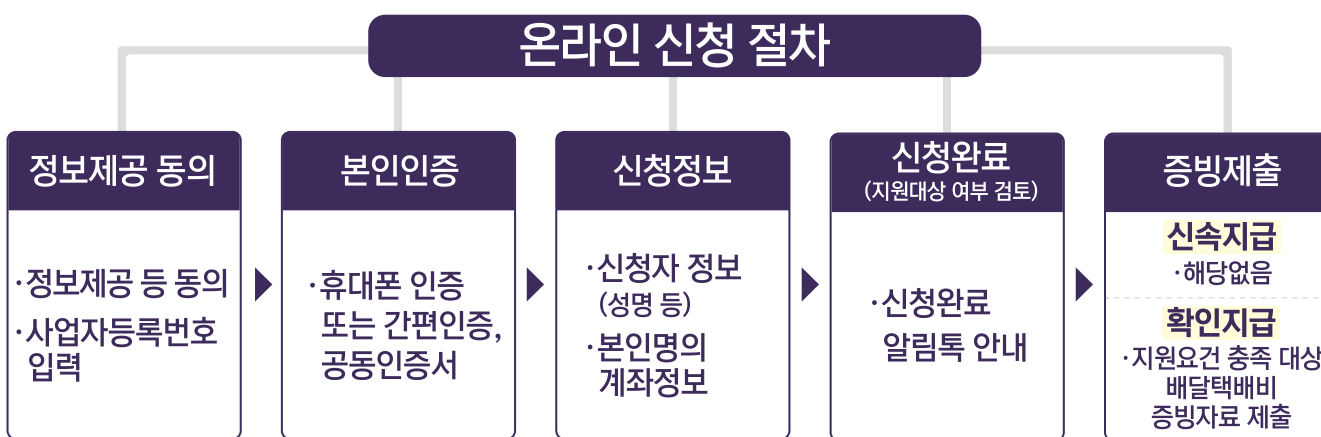 온라인 신청 절차
정보제공 동의
·정보제공 등 동의
·사업자등록번호
입력
본인인증
·휴대폰 인증
또는 간편인증,
공동인증서
신청정보
·신청자 정보
(성명 등)
·본인명의
계좌정보
신청완료
(지원대상 여부 검토)
·신청완료
알림톡 안내
증빙제출
신속지급
·해당없음
확인지급
·지원요건 충족 대상
배달택배비
증빙자료 제출